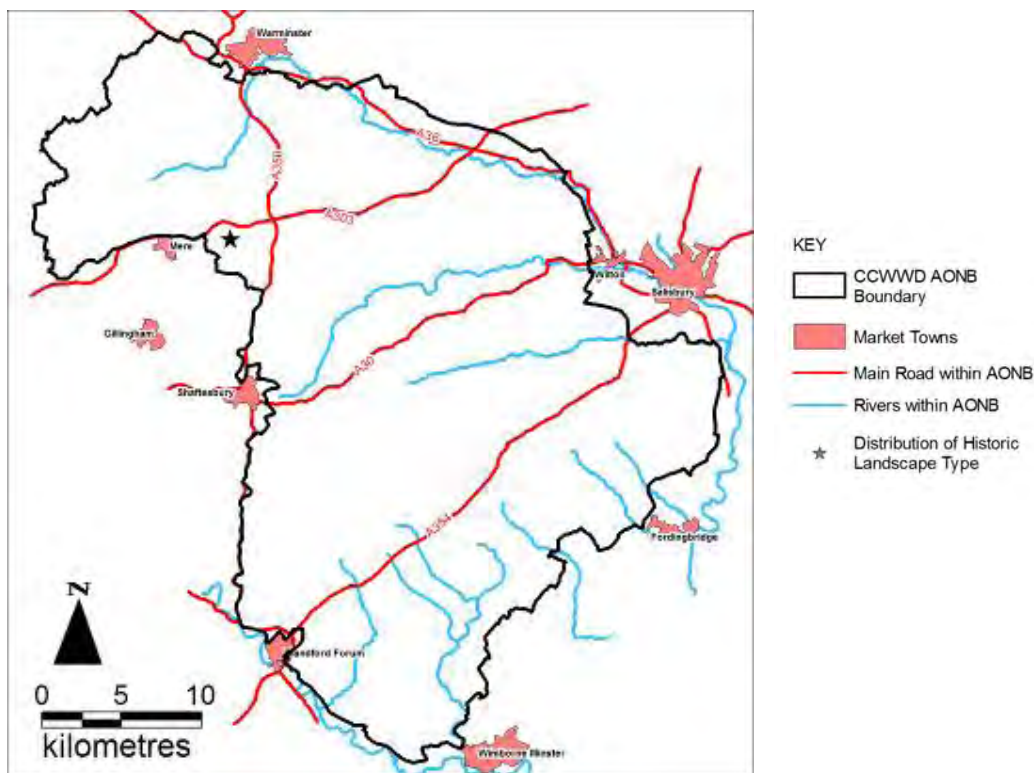 Warminster
A36
A350
A303
Mere
Wilton
Salisbury
Gillingham
A30
Shaftesbury
A354
Fordingbridge
N
landford Forum
0 5 10
kilometres
Wimborne Minster
KEY
CCWWD AONB
Boundary
Market Towns
Main Road within AONB
Rivers within AONB
Distribution of Historic
Landscape Type